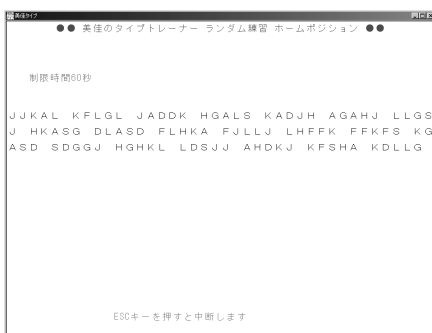 美佳タイプ
●● 美佳のタイプトレーナー ランダム練習 ホームポジション ●●
制限時間60秒
JJKAL KFLGL JADDK HGALS KADJH AGAHJ LLGS
J HKASG DLASD FLHKA FJLLJ LHFFK FFKFS KG
ASD SDGGJ HGHKL LDSJJ AHDKJ KFSHA KDLLG
ESCキーを押すと中断します